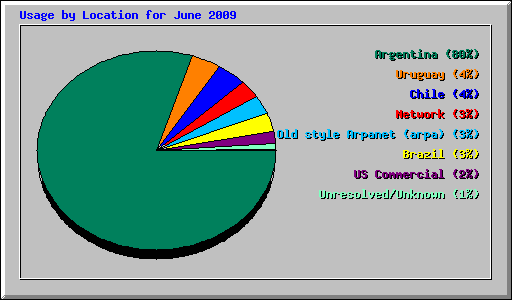 Usage by Location for June 2009
Argentina (80%)
Uruguay (4%)
Chile (4%)
Network (3%)
Old style Arpanet (arpa) (3%)
Brazil (3%)
US Commercial (2%)
Unresolved/Unknown (1%)